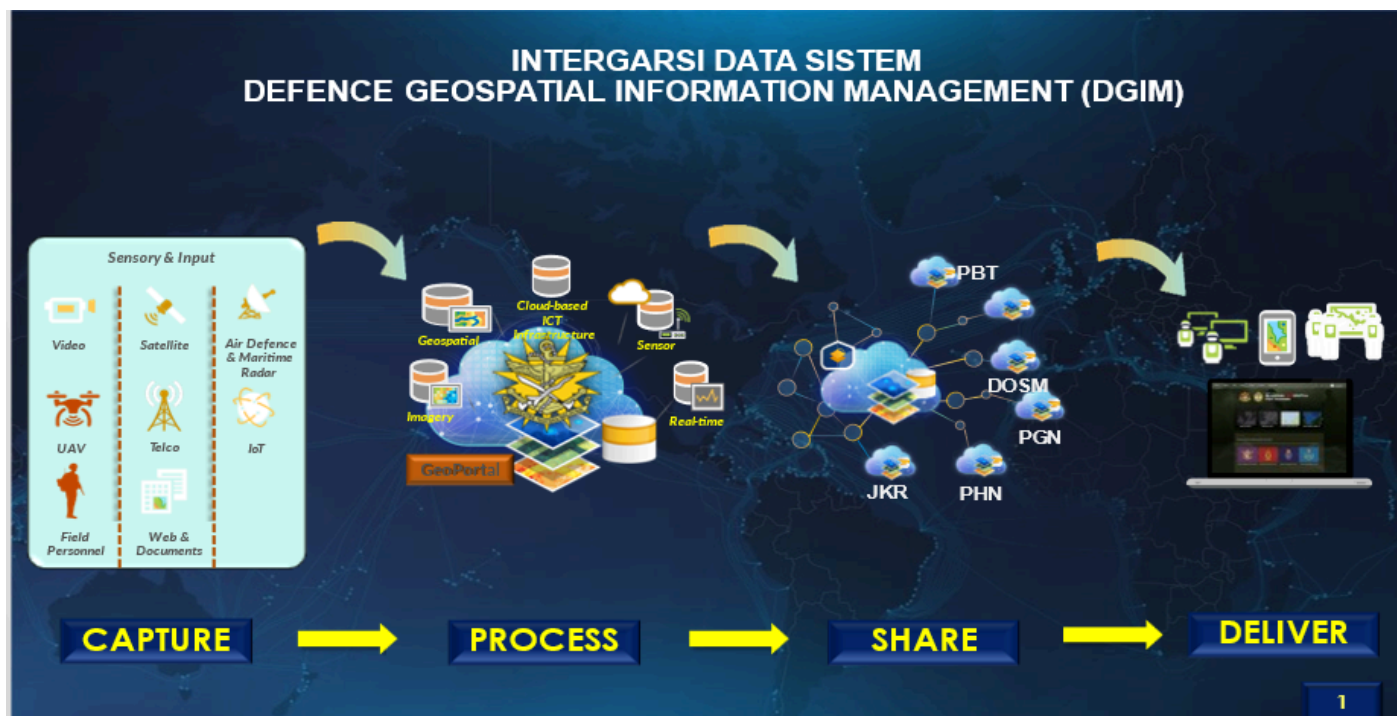 INTERGARSI DATA SISTEM
DEFENCE GEOSPATIAL INFORMATION MANAGEMENT (DGIM)
Sensory & Input
Video
Satellite
Air Defence
& Maritime
Radar
UAV
Telco
IoT
Field
Personnel
Web &
Documents
Geospatial
Cloud-based
ICT
Infrastructure
Sensor
Imagery
Real-time
GeoPortal
PBT
DOSM
PGN
JKR
PHN
CAPTURE
PROCESS
SHARE
DELIVER
1